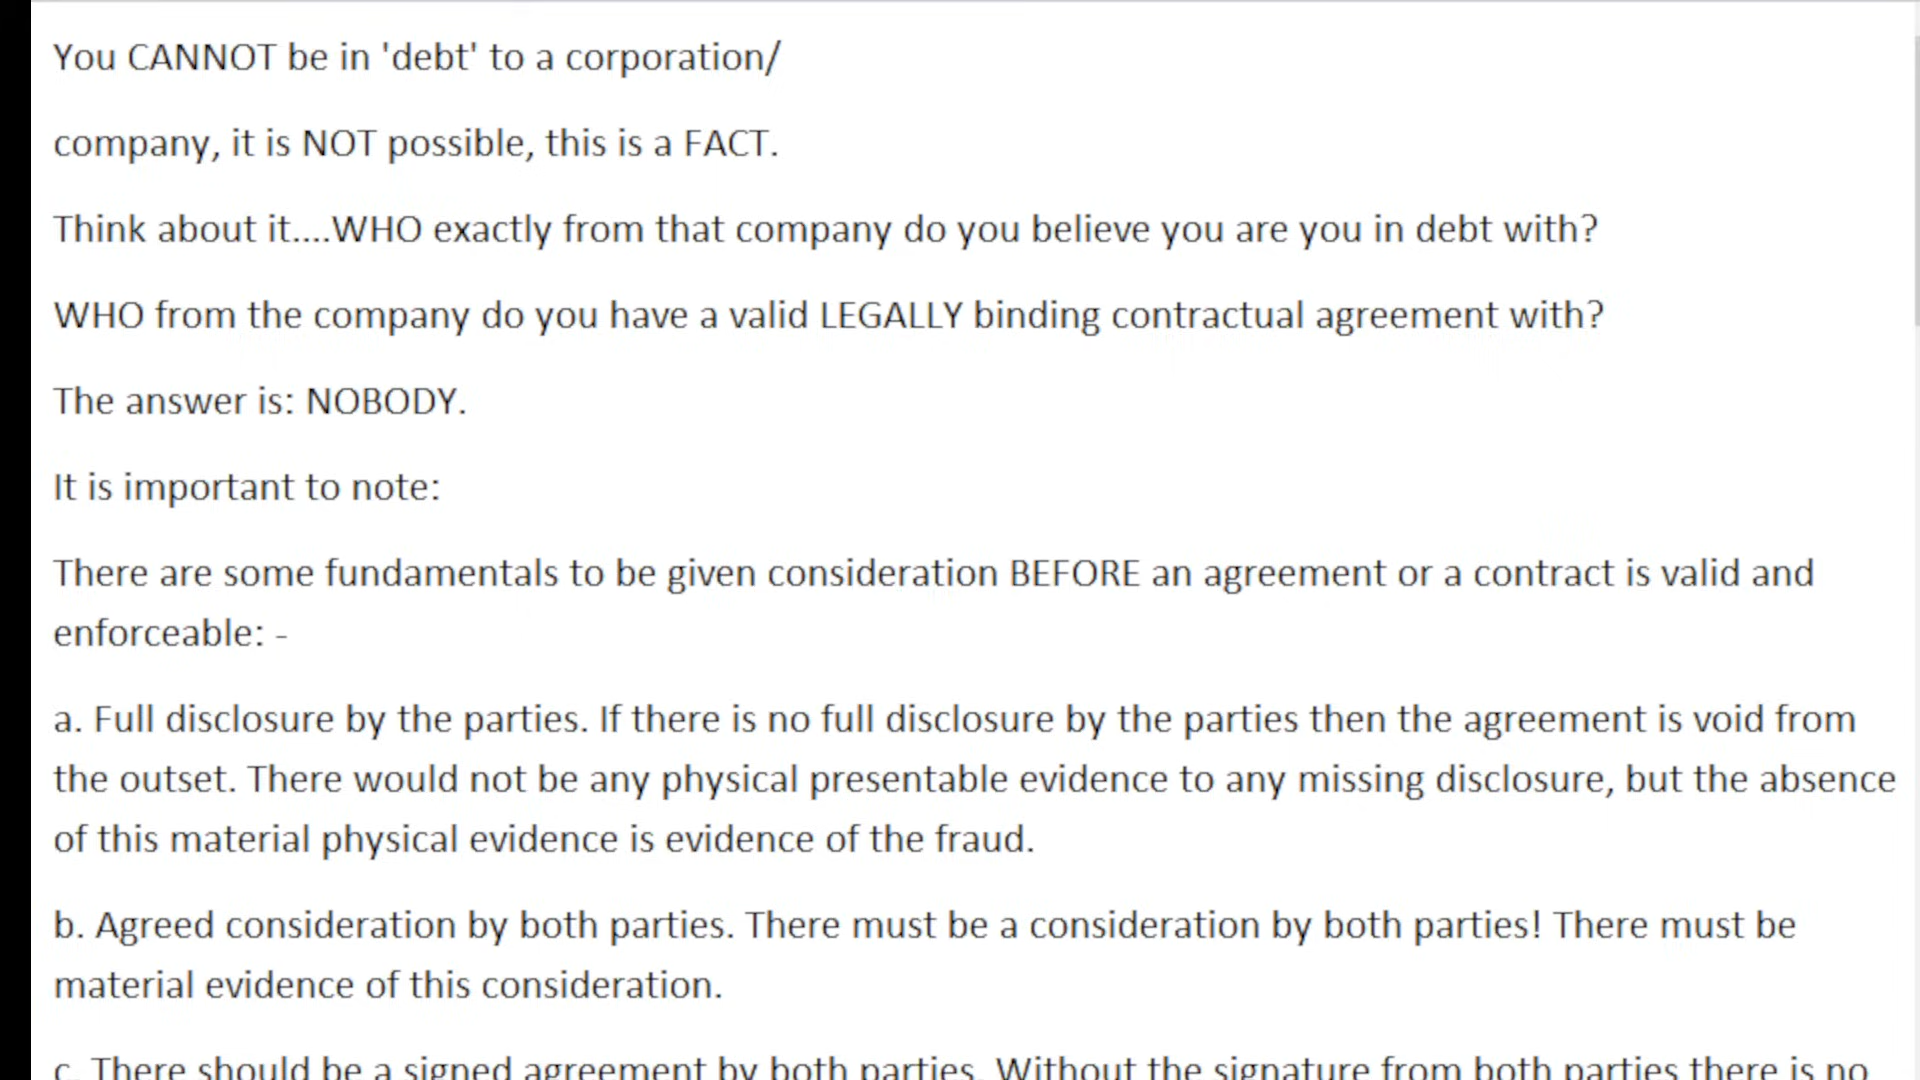 You CANNOT be in 'debt' to a corporation/
company, it is NOT possible, this is a FACT.
Think about it....WHO exactly from that company do you believe you are you in debt with?
WHO from the company do you have a valid LEGALLY binding contractual agreement with?
The answer is: NOBODY.
It is important to note:
There are some fundamentals to be given consideration BEFORE an agreement or a contract is valid and
enforceable: -
a. Full disclosure by the parties. If there is no full disclosure by the parties then the agreement is void from
the outset. There would not be any physical presentable evidence to any missing disclosure, but the absence
of this material physical evidence is evidence of the fraud.
b. Agreed consideration by both parties. There must be a consideration by both parties! There must be
material evidence of this consideration.
c. There should be a signed agreement by both parties. Without the signature from both parties there is no